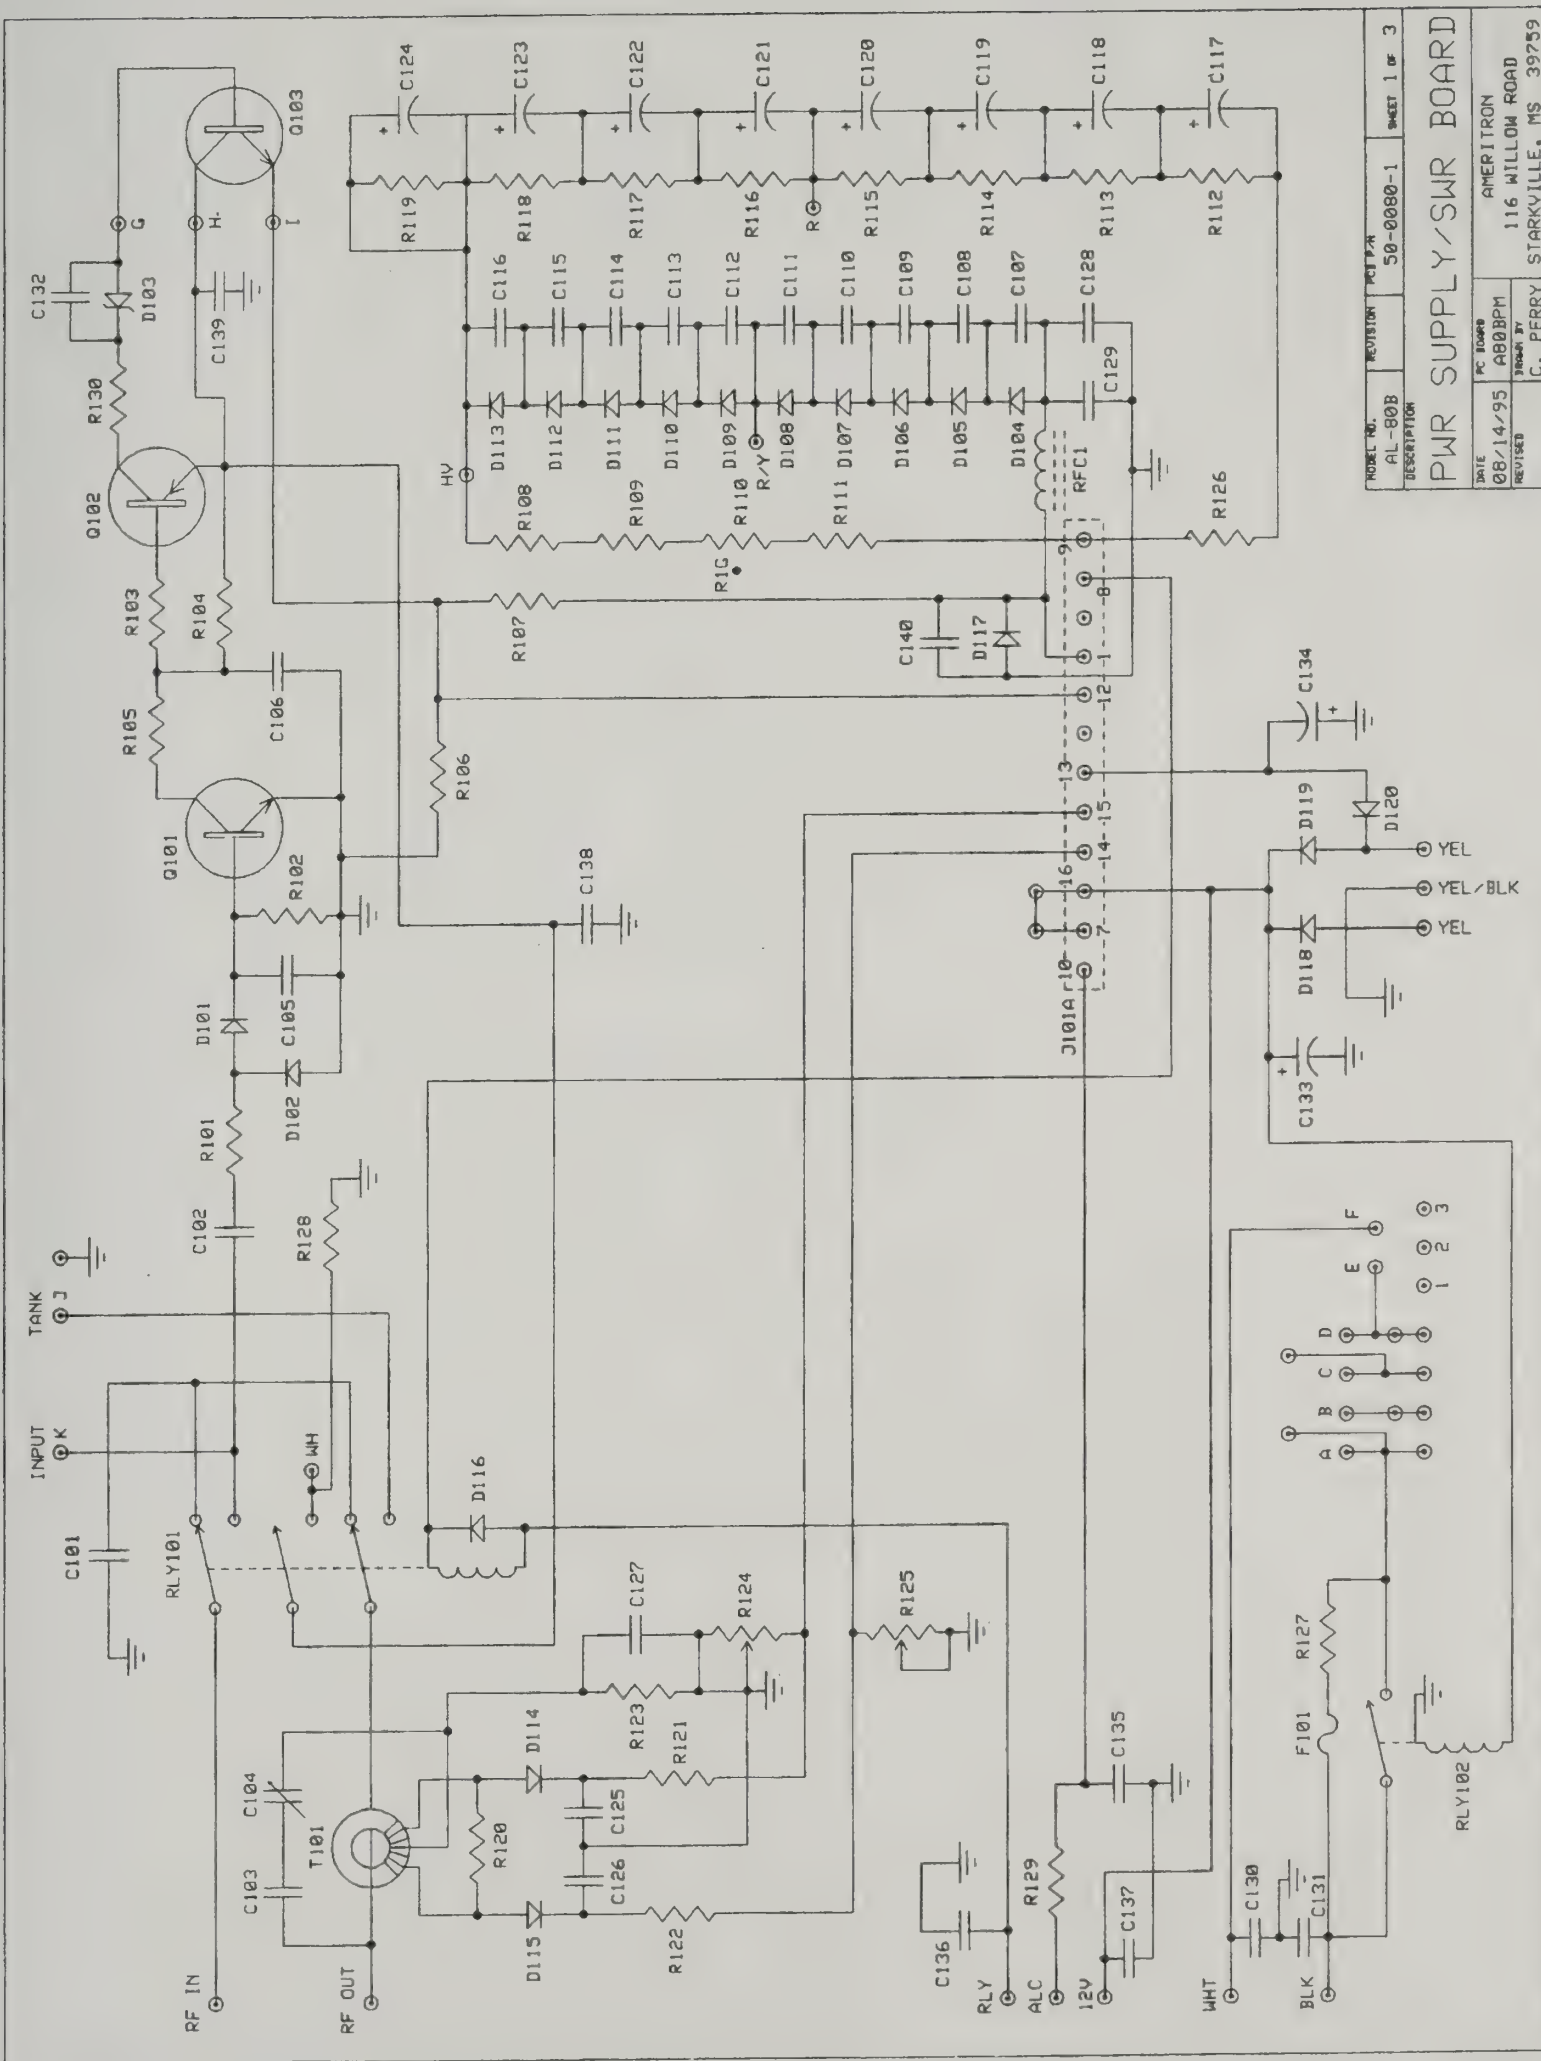 INPUT
K
TANK
J
C132
G
C101
R130
D103
C124
R105
R103
Q102
RLY101
Q101
C102
R101
D101
R104
H
RF IN
C139
C103
C104
C105
R102
C106
I
Q103
D102
WH
R128
T101
RF OUT
R119
C123
R106
HV
D116
R118
C122
R120
D113
C116
R107
R108
D115
D114
D112
C115
R117
C126
C125
C138
D111
C114
C121
R123
C127
R109
D110
C113
R122
R121
R116
R1G
R110
D109
C112
R124
R/Y
R
C120
D108
C111
R111
D107
C110
R115
R125
C140
D106
C109
C119
C136
D117
D105
C108
R114
RLY
D104
C107
C118
R129
ALC
J101A
10
7
16
14
15
13
12
1
8
9
RFC1
C129
C128
R113
12V
C137
C135
C117
R112
WHT
C130
R126
BLK
C131
F101
R127
C133
D118
D119
C134
A
B
C
D
E
F
D120
RLY102
1
2
3
YEL
YEL/BLK
YEL
MODEL NO.
REVISION
PCB P/N
SHEET 1 OF 3
AL-80B
50-0080-1
DESCRIPTION
PWR SUPPLY/SWR BOARD
DATE
PC BOARD
AMERITRON
08/14/95
A80BPM
116 WILLOW ROAD
REVISED
DRAWN BY
STARKVILLE, MS 39759
C. PERRY